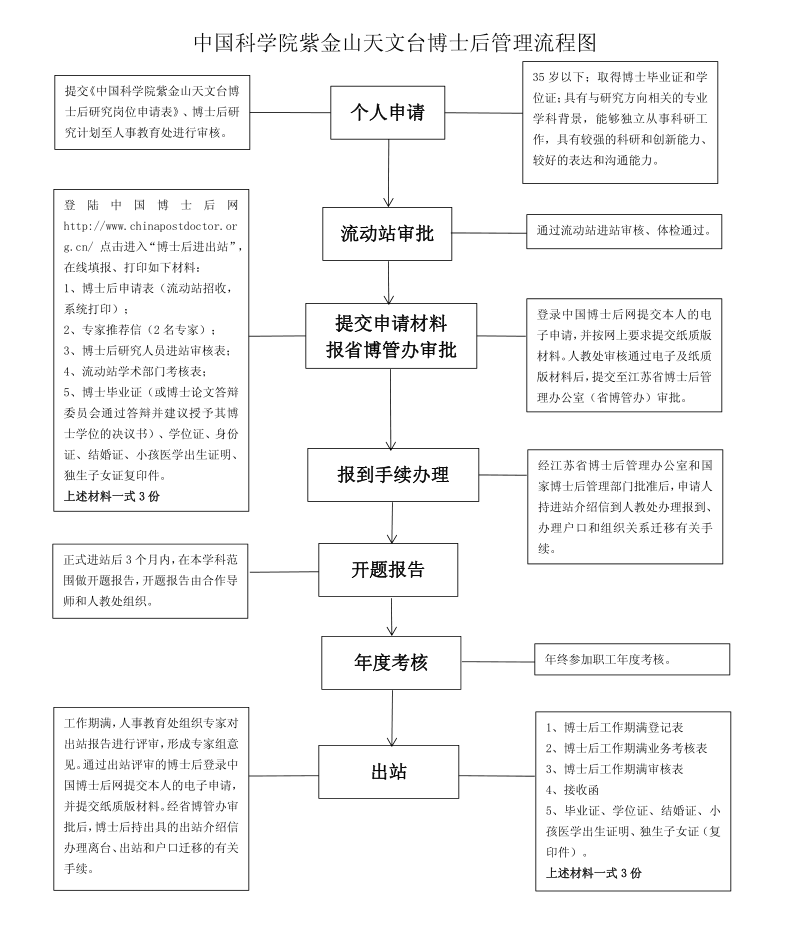 中国科学院紫金山天文台博士后管理流程图
提交《中国科学院紫金山天文台博
士后研究岗位申请表》、博士后研
究计划至人事教育处进行审核。
个人申请
35 岁以下；取得博士毕业证和学
位证；具有与研究方向相关的专业
学科背景，能够独立从事科研工
作，具有较强的科研和创新能力、
较好的表达和沟通能力。
登陆中国博士后网
http://www.chinapostdoctor.or
g.cn/ 点击进入“博士后进出站”，
在线填报、打印如下材料：
1、博士后申请表（流动站招收，
系统打印）；
2、专家推荐信（2 名专家）；
3、博士后研究人员进站审核表；
4、流动站学术部门考核表；
5、博士毕业证（或博士论文答辩
委员会通过答辩并建议授予其博
士学位的决议书）、学位证、身份
证、结婚证、小孩医学出生证明、
独生子女证复印件。
上述材料一式 3 份
流动站审批
通过流动站进站审核、体检通过。
提交申请材料
报省博管办审批
登录中国博士后网提交本人的电
子申请，并按网上要求提交纸质版
材料。人教处审核通过电子及纸质
版材料后，提交至江苏省博士后管
理办公室（省博管办）审批。
报到手续办理
经江苏省博士后管理办公室和国
家博士后管理部门批准后，申请人
持进站介绍信到人教处办理报到、
办理户口和组织关系迁移有关手
续。
正式进站后 3 个月内，在本学科范
围做开题报告，开题报告由合作导
师和人教处组织。
开题报告
年度考核
年终参加职工年度考核。
工作期满，人事教育处组织专家对
出站报告进行评审，形成专家组意
见。通过出站评审的博士后登录中
国博士后网提交本人的电子申请，
并提交纸质版材料。经省博管办审
批后，博士后持出具的出站介绍信
办理离台、出站和户口迁移的有关
手续。
出站
1、博士后工作期满登记表
2、博士后工作期满业务考核表
3、博士后工作期满审核表
4、接收函
5、毕业证、学位证、结婚证、小
孩医学出生证明、独生子女证（复
印件）。
上述材料一式 3 份